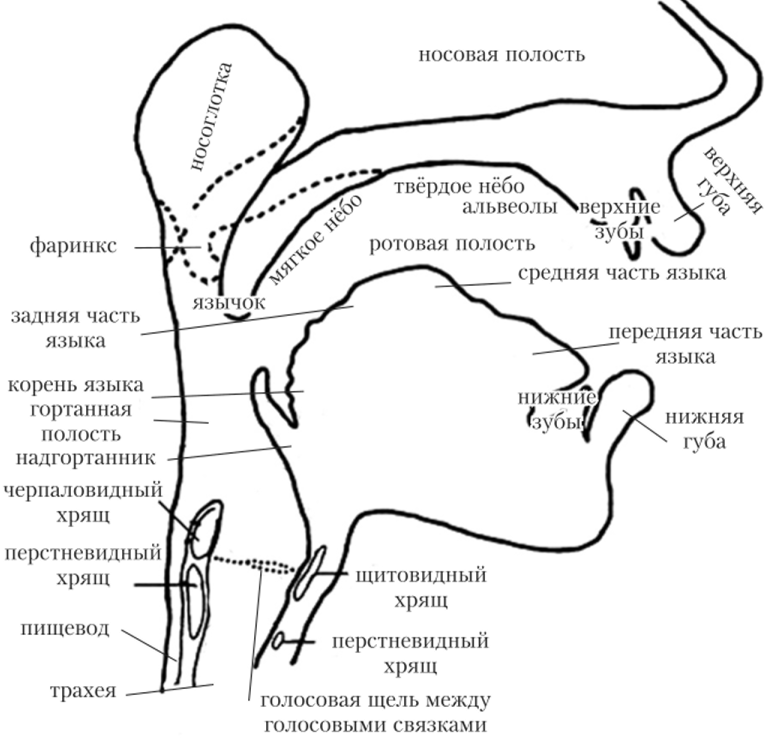 носовая полость
носоглотка
верхняя
губа
твёрдое нёбо
альвеолы
верхние
зубы
мягкое нёбо
ротовая полость
фаринкс
средняя часть языка
язычок
задняя часть
языка
передняя часть
языка
корень языка
нижние
зубы
гортанная
полость
нижняя
губа
надгортанник
черпаловидный
хрящ
перстневидный
хрящ
щитовидный
хрящ
пищевод
перстневидный
хрящ
трахея
голосовая щель между
голосовыми связками